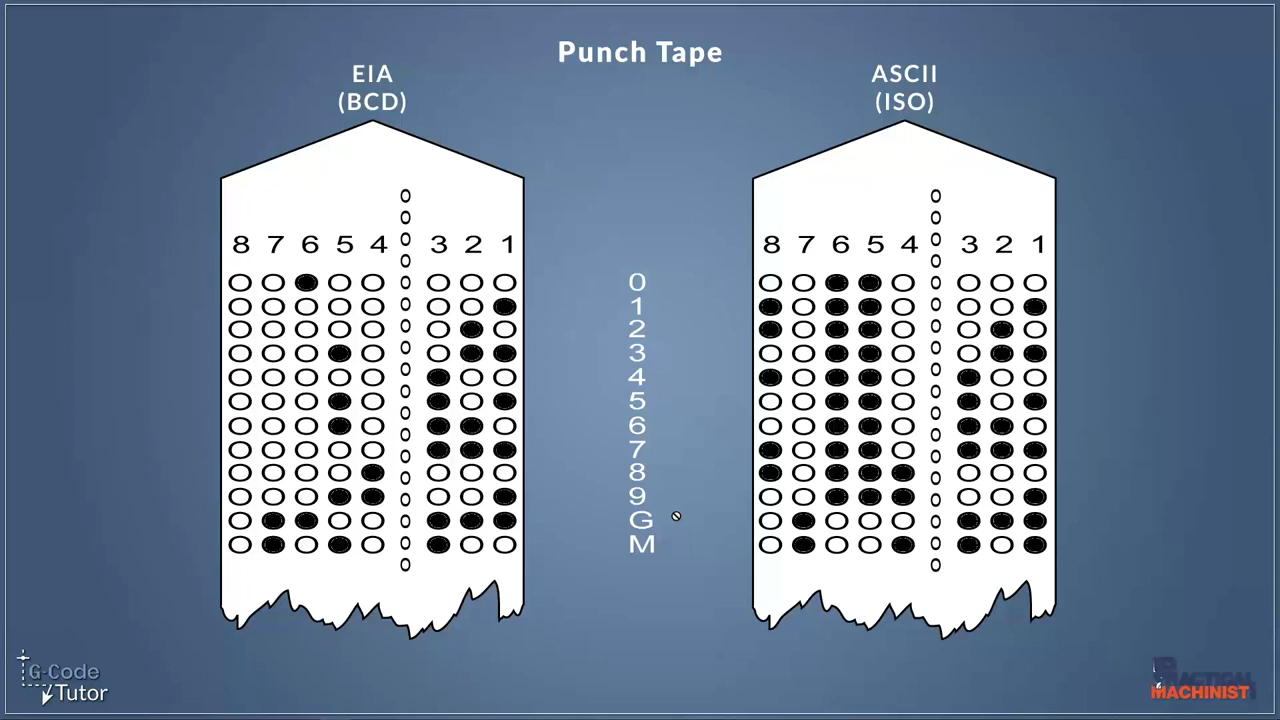 Punch Tape
EIA
(BCD)
ASCII
(ISO)
8 7 6 5 4 3 2 1
8 7 6 5 4 3 2 1
0
1
2
3
4
5
6
7
8
9
G
M
G-Code
Tutor
PRACTICAL
MACHINIST